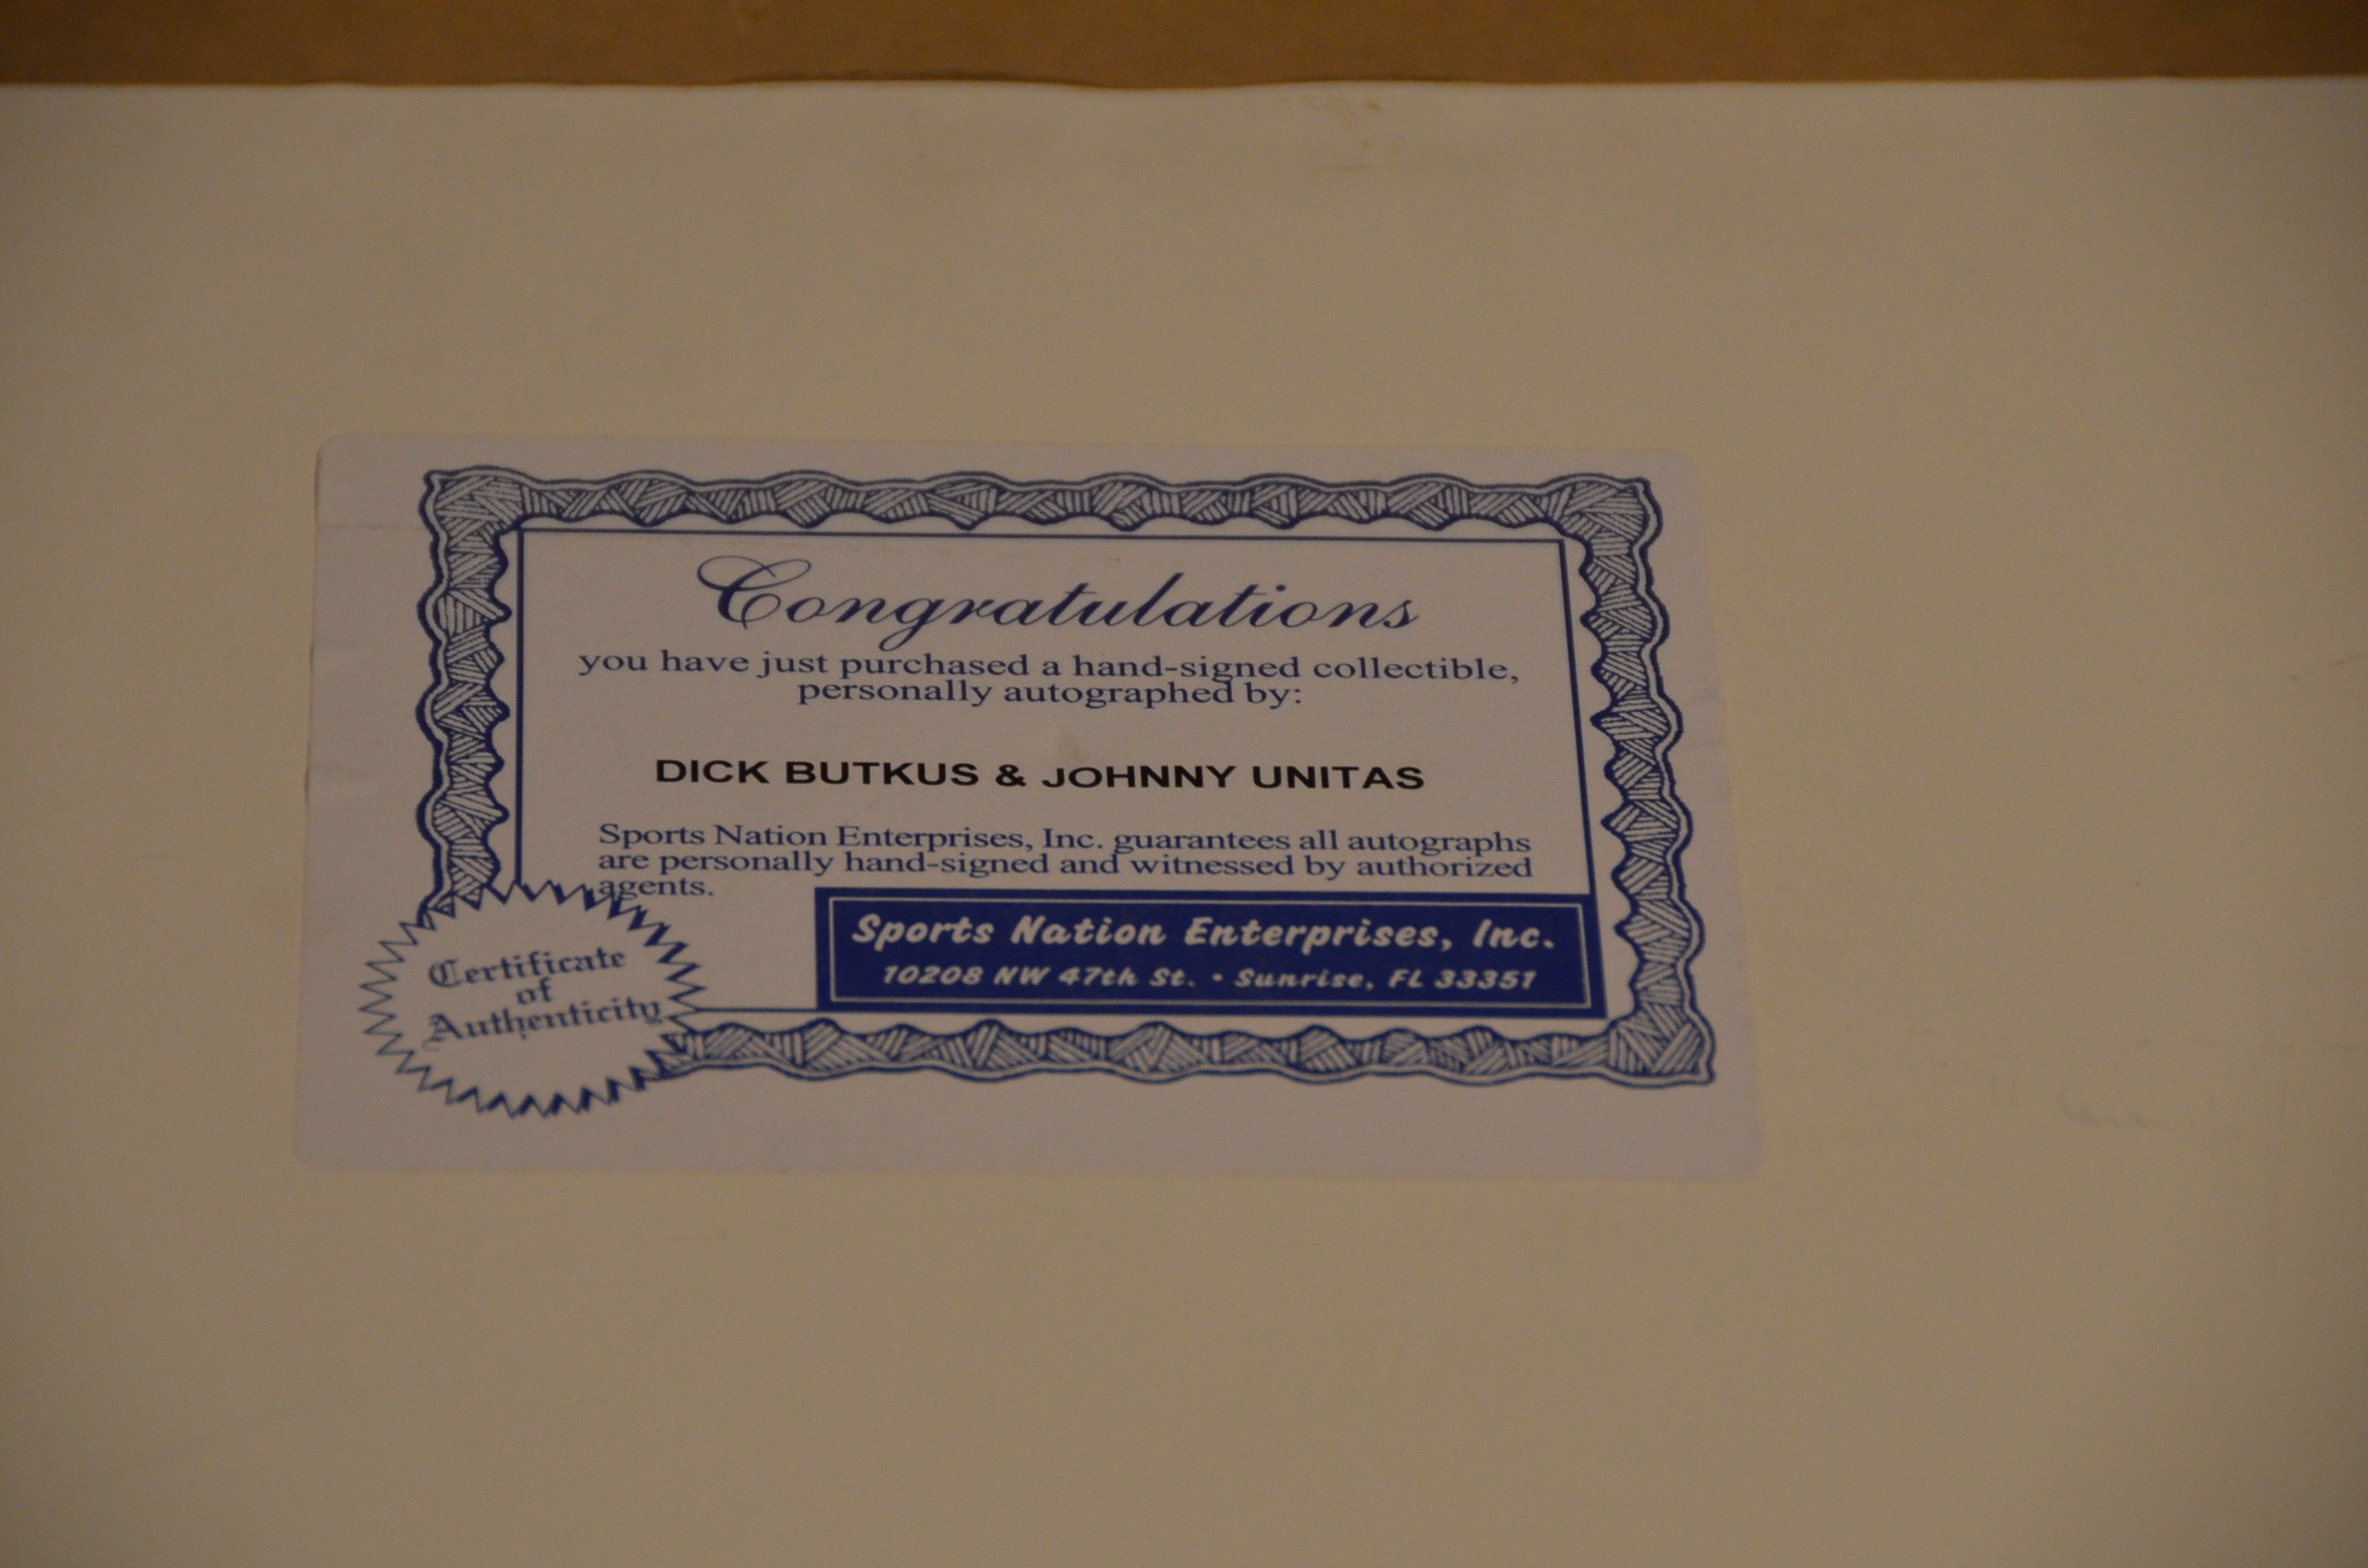 Congratulations
you have just purchased a hand-signed collectible,
personally autographed by:
DICK BUTKUS & JOHNNY UNITAS
Sports Nation Enterprises, Inc. guarantees all autographs
are personally hand-signed and witnessed by authorized
agents.
Sports Nation Enterprises, Inc.
10208 NW 47th St. • Sunrise, FL 33351
Certificate
of
Authenticity